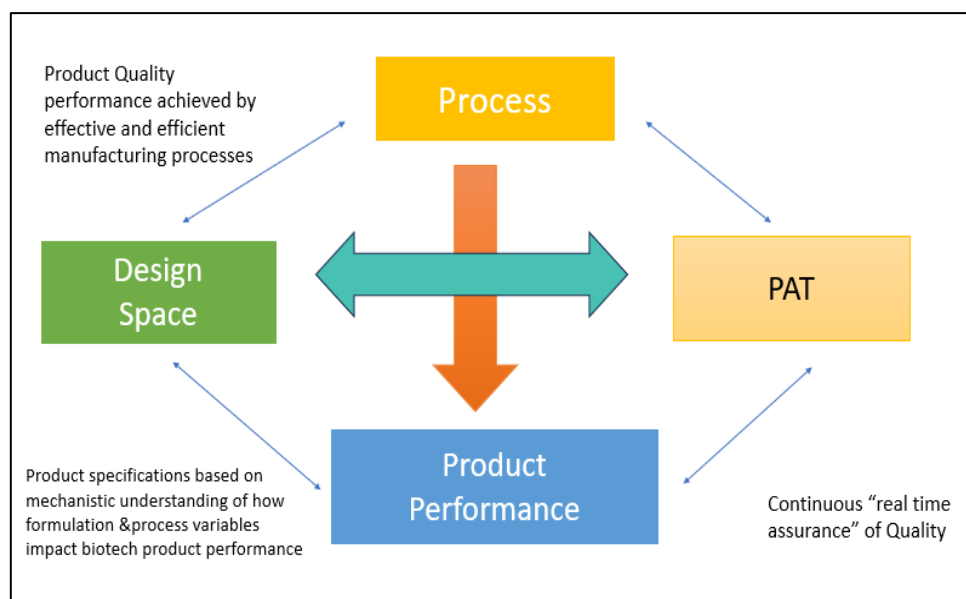 Product Quality
performance achieved by
effective and efficient
manufacturing processes
Process
Design
Space
PAT
Product
Performance
Product specifications based on
mechanistic understanding of how
formulation &process variables
impact biotech product performance
Continuous “real time
assurance” of Quality